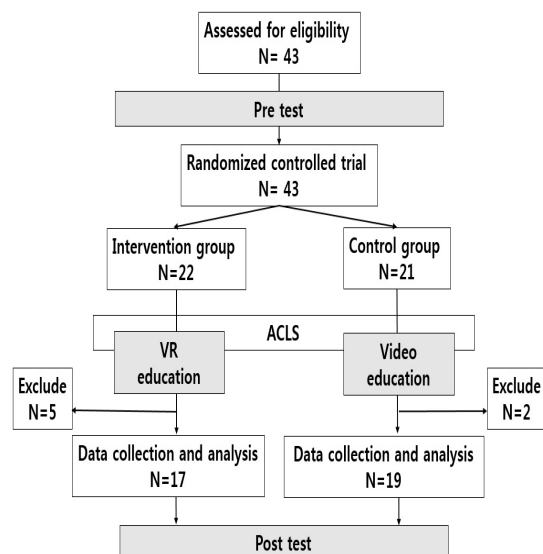 Assessed for eligibility
N= 43
Pre test
Randomized controlled trial
N= 43
Intervention group
N=22
Control group
N=21
ACLS
VR
education
Video
education
Exclude
N=5
Exclude
N=2
Data collection and analysis
N=17
Data collection and analysis
N=19
Post test